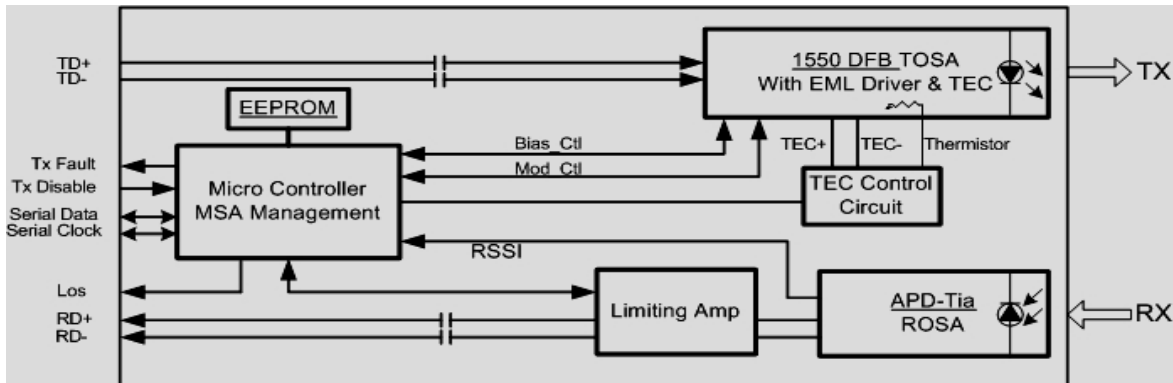 TD+
TD-
1550 DFB TOSA
With EML Driver & TEC
TX
EEPROM
Bias_Ctl
Mod_Ctl
TEC+
TEC-
Thermistor
Tx Fault
Tx Disable
Serial Data
Serial Clock
Micro Controller
MSA Management
TEC Control
Circuit
RSSI
Los
RD+
RD-
Limiting Amp
APD-Tia
ROSA
RX